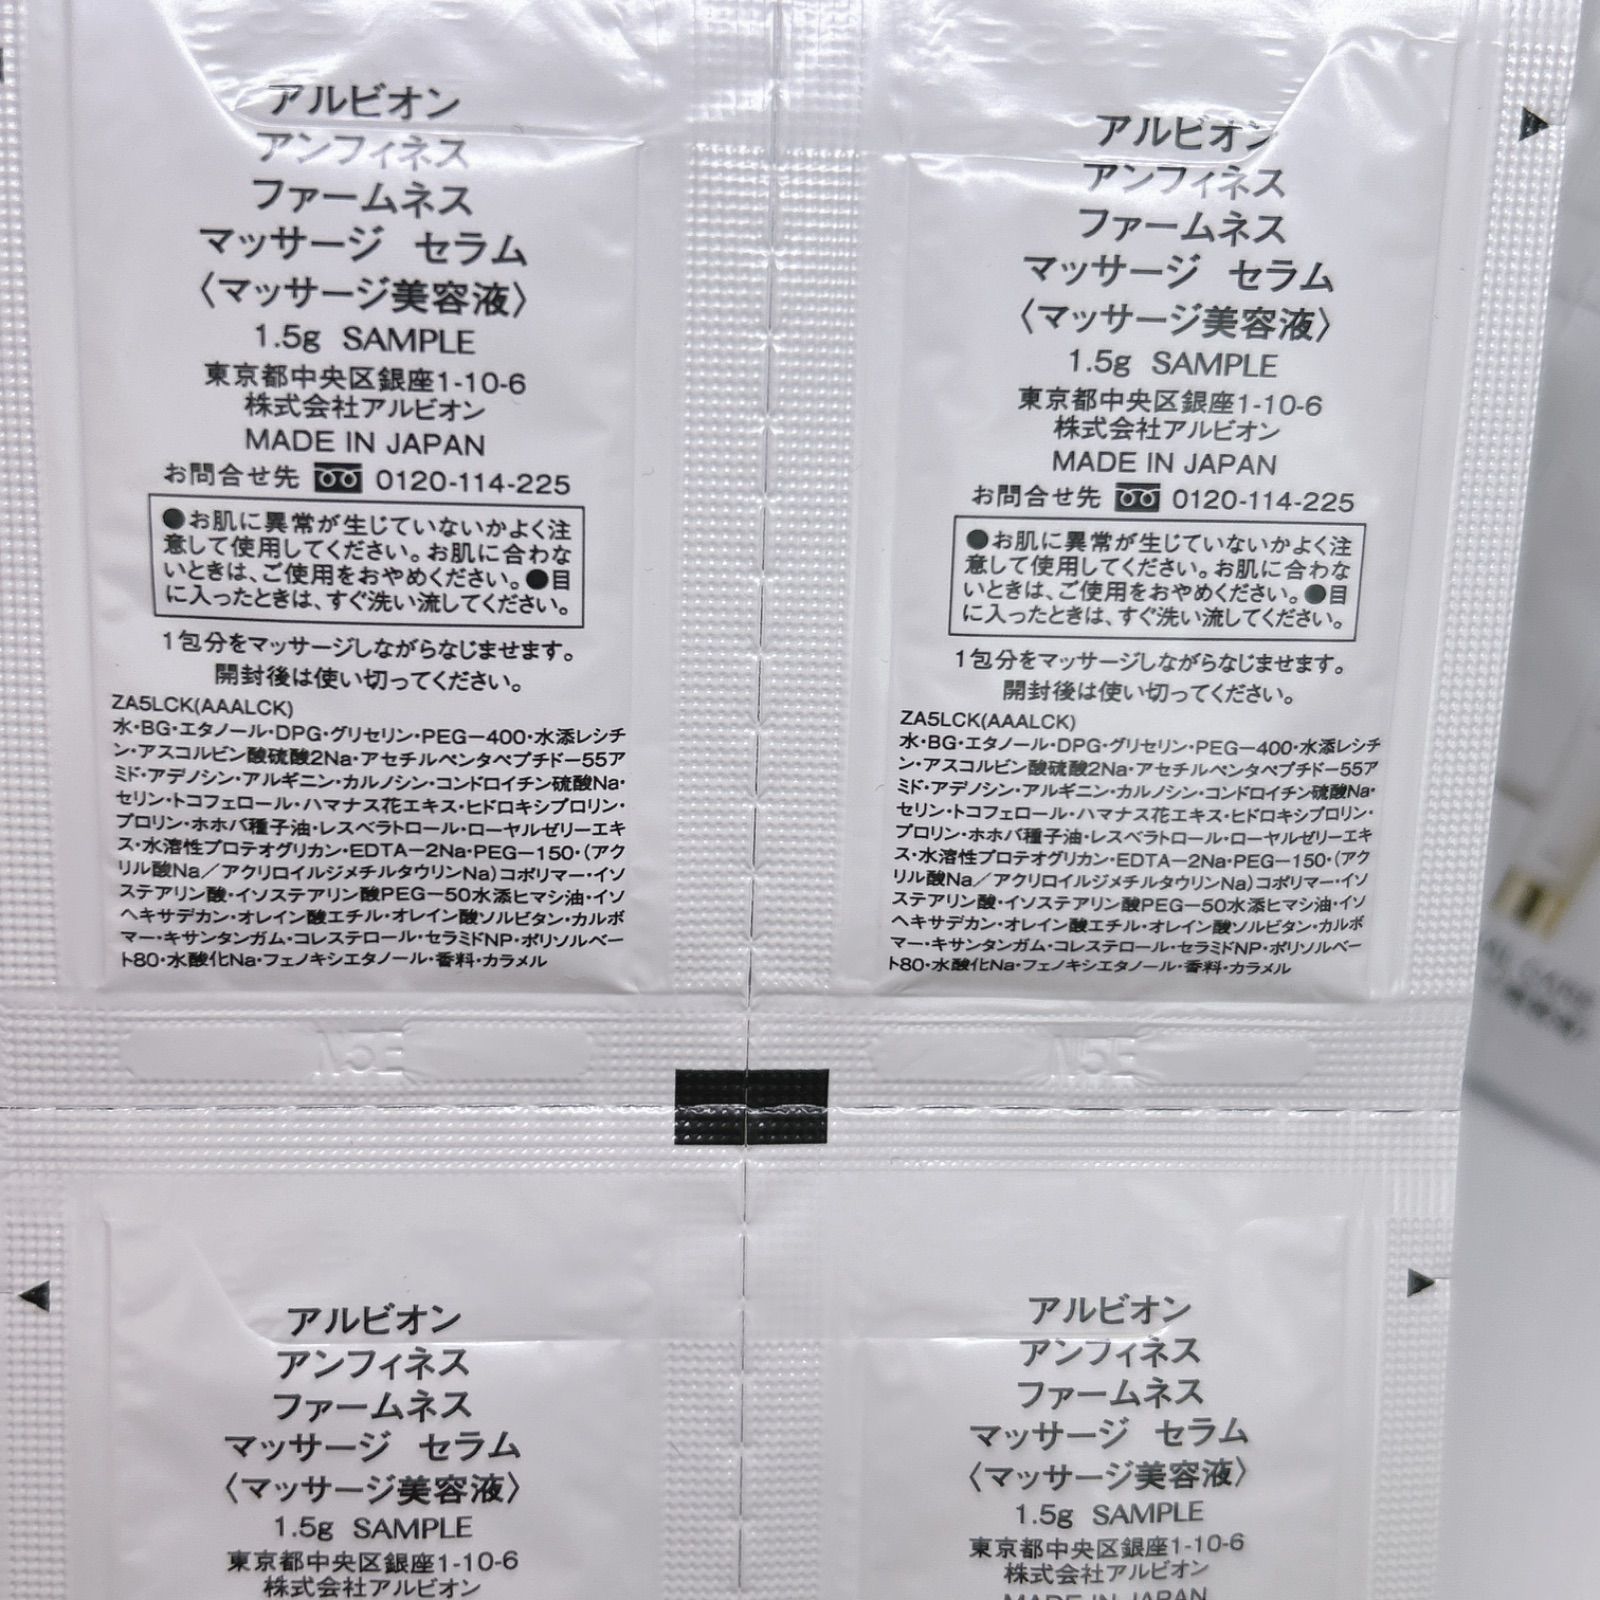 アルビオン
アンフィネス
ファームネス
マッサージ セラム
〈マッサージ美容液〉
1.5g SAMPLE
東京都中央区銀座1-10-6
株式会社アルビオン
MADE IN JAPAN
お問合せ先 0120-114-225
●お肌に異常が生じていないかよく注
意して使用してください。お肌に合わな
いときは、ご使用をおやめください。●目
に入ったときは、すぐ洗い流してください。
1包分をマッサージしながらなじませます。
開封後は使い切ってください。
ZA5LCK(AAALCK)
水・BG・エタノール・DPG・グリセリン・PEG－400・水添レシチ
ン・アスコルビン酸硫酸2Na・アセチルペンタペプチド－55ア
ミド・アデノシン・アルギニン・カルノシン・コンドロイチン硫酸Na・
セリン・トコフェロール・ハマナス花エキス・ヒドロキシプロリン・
プロリン・ホホバ種子油・レスベラトロール・ローヤルゼリーエキ
ス・水溶性プロテオグリカン・EDTA－2Na・PEG－150・(アク
リル酸Na／アクリロイルジメチルタウリンNa)コポリマー・イソ
ステアリン酸・イソステアリン酸PEG－50水添ヒマシ油・イソ
ヘキサデカン・オレイン酸エチル・オレイン酸ソルビタン・カルボ
マー・キサンタンガム・コレステロール・セラミドNP・ポリソルベー
ト80・水酸化Na・フェノキシエタノール・香料・カラメル
アルビオン
アンフィネス
ファームネス
マッサージ セラム
〈マッサージ美容液〉
1.5g SAMPLE
東京都中央区銀座1-10-6
株式会社アルビオン
MADE IN JAPAN
お問合せ先 0120-114-225
●お肌に異常が生じていないかよく注
意して使用してください。お肌に合わな
いときは、ご使用をおやめください。●目
に入ったときは、すぐ洗い流してください。
1包分をマッサージしながらなじませます。
開封後は使い切ってください。
ZA5LCK(AAALCK)
水・BG・エタノール・DPG・グリセリン・PEG－400・水添レシチ
ン・アスコルビン酸硫酸2Na・アセチルペンタペプチド－55ア
ミド・アデノシン・アルギニン・カルノシン・コンドロイチン硫酸Na・
セリン・トコフェロール・ハマナス花エキス・ヒドロキシプロリン・
プロリン・ホホバ種子油・レスベラトロール・ローヤルゼリーエキ
ス・水溶性プロテオグリカン・EDTA－2Na・PEG－150・(アク
リル酸Na／アクリロイルジメチルタウリンNa)コポリマー・イソ
ステアリン酸・イソステアリン酸PEG－50水添ヒマシ油・イソ
ヘキサデカン・オレイン酸エチル・オレイン酸ソルビタン・カルボ
マー・キサンタンガム・コレステロール・セラミドNP・ポリソルベー
ト80・水酸化Na・フェノキシエタノール・香料・カラメル
アルビオン
アンフィネス
ファームネス
マッサージ セラム
〈マッサージ美容液〉
1.5g SAMPLE
東京都中央区銀座1-10-6
株式会社アルビオン
アルビオン
アンフィネス
ファームネス
マッサージ セラム
〈マッサージ美容液〉
1.5g SAMPLE
東京都中央区銀座1-10-6
株式会社アルビオン
MADE IN JAPAN